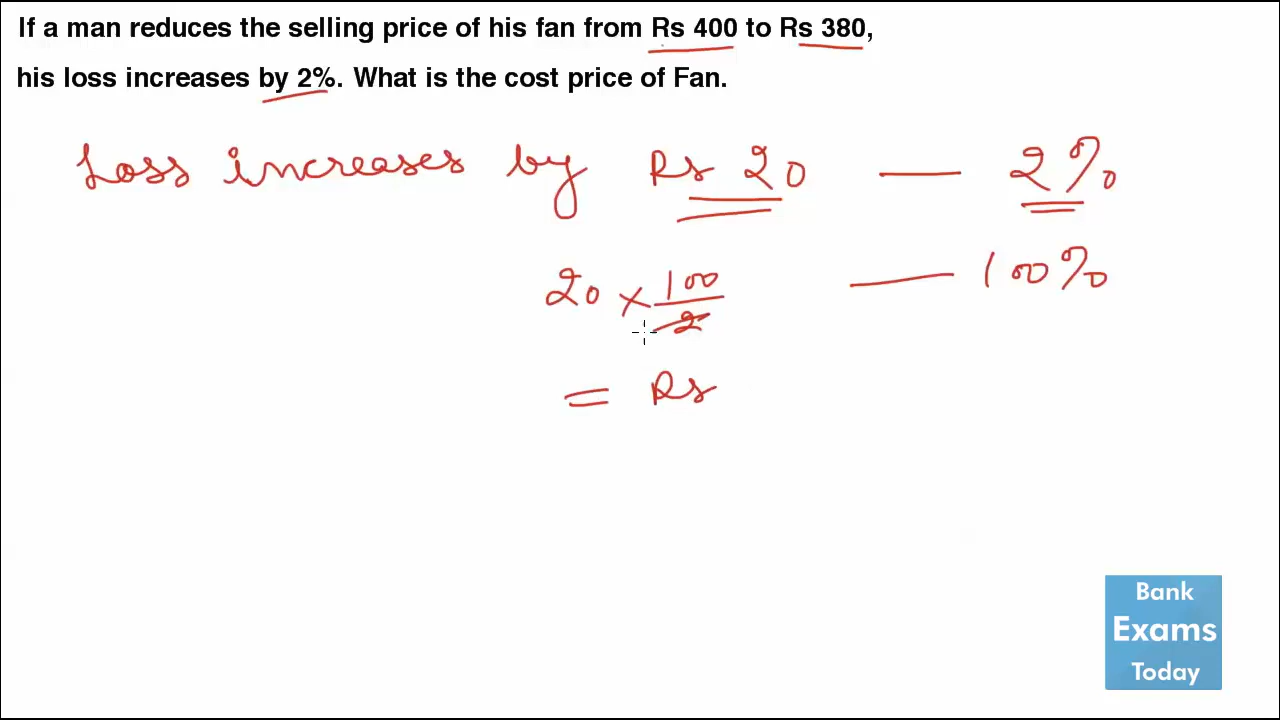 If a man reduces the selling price of his fan from Rs 400 to Rs 380,
his loss increases by 2%. What is the cost price of Fan.
Loss increases by Rs 20 — 2%
20 × 100/2 — 100%
= Rs
Bank
Exams
Today